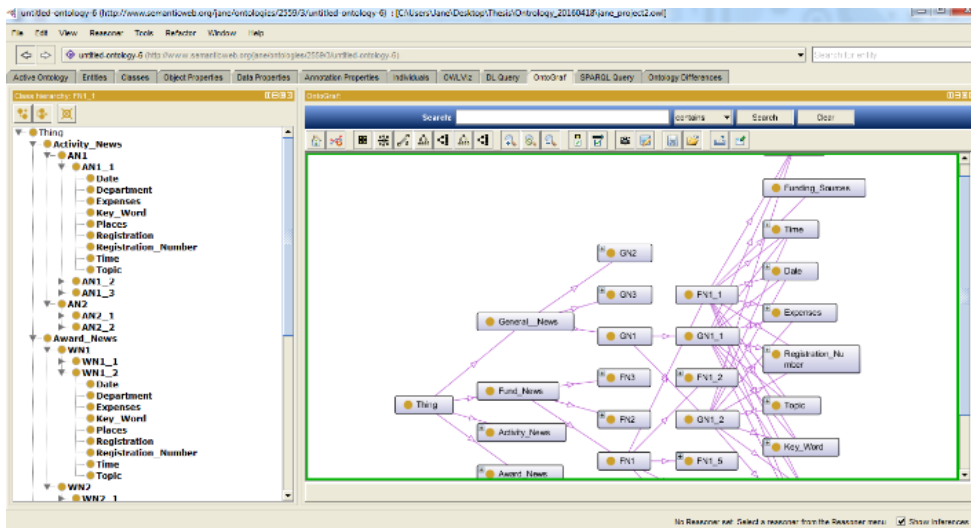 untitled-ontology-6 (http://www.semanticweb.org/jane/ontologies/2559/3/untitled-ontology-6) : [C:\Users\Jane\Desktop\Thesis\Ontrology_20160418\jane_project2.owl]
File Edit View Reasoner Tools Refactor Window Help
untitled-ontology-6 (http://www.semanticweb.org/jane/ontologies/2559/3/untitled-ontology-6)
Search for entity
Active Ontology Entities Classes Object Properties Data Properties Annotation Properties Individuals OWLViz DL Query OntoGraf SPARQL Query Ontology Differences
Class hierarchy: FN1_1
OntoGraf:
Search: contains Search Clear
Thing
Activity_News
AN1
AN1_1
Date
Department
Expenses
Key_Word
Places
Registration
Registration_Number
Time
Topic
AN1_2
AN1_3
AN2
AN2_1
AN2_2
Award_News
WN1
WN1_1
WN1_2
Date
Department
Expenses
Key_Word
Places
Registration
Registration_Number
Time
Topic
WN2
WN2_1
Funding_Sources
Time
GN2
Date
GN3
FN1_1
Expenses
General__News
GN1
GN1_1
Registration_Nu
mber
FN3
FN1_2
Fund_News
Thing
Topic
FN2
GN1_2
Activity_News
Key_Word
FN1
FN1_5
Award_News
No Reasoner set. Select a reasoner from the Reasoner menu
Show Inferences